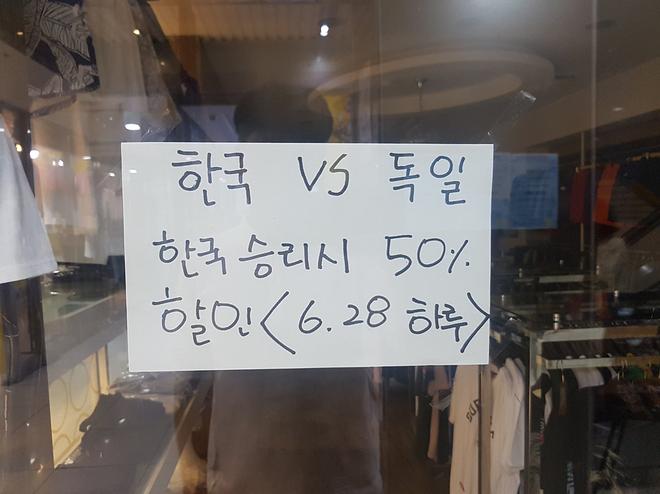 한국 VS 독일
한국 승리시 50%
할인<6.28 하루>